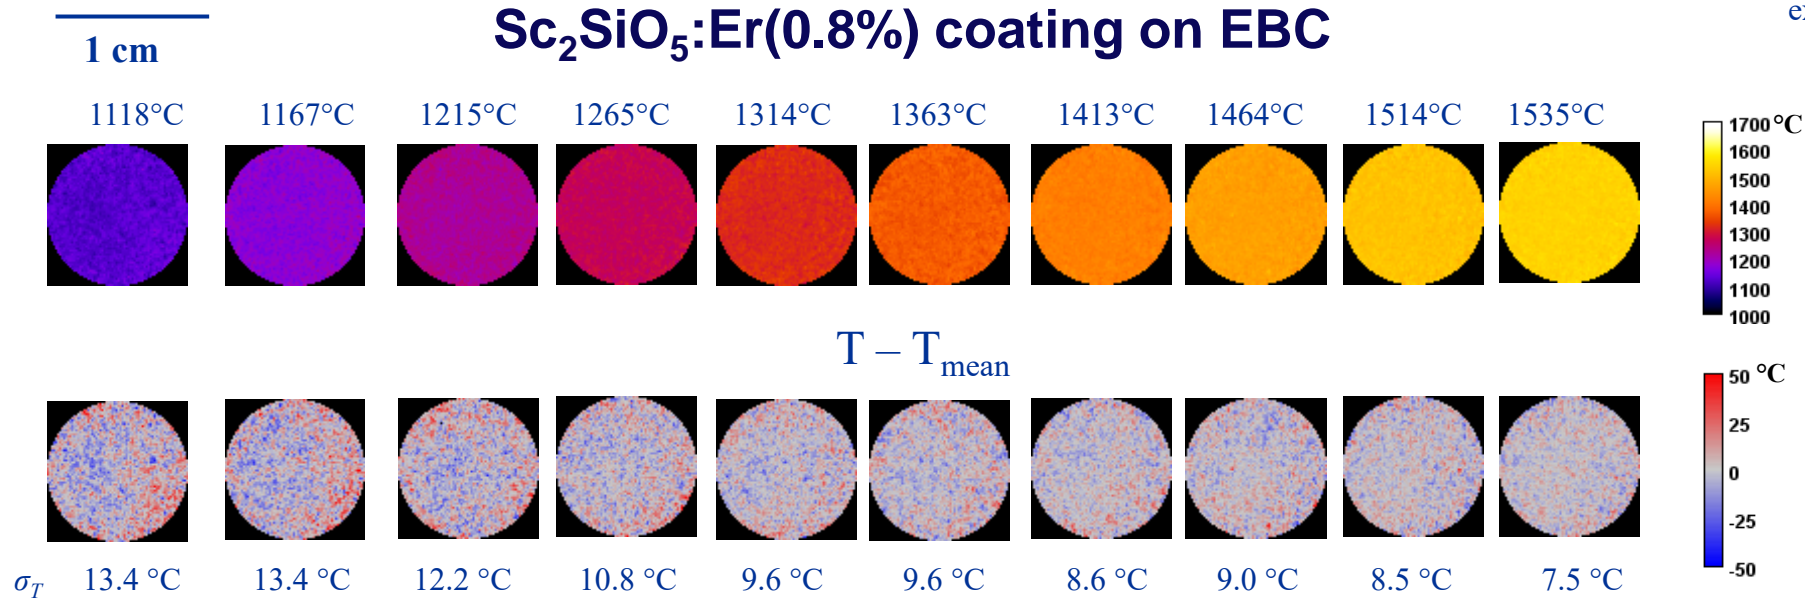 Sc₂SiO₅:Er(0.8%) coating on EBC
1 cm
1118°C 1167°C 1215°C 1265°C 1314°C 1363°C 1413°C 1464°C 1514°C 1535°C
1700 °C
1600
1500
1400
1300
1200
1100
1000
T – Tmean
50 °C
25
0
-25
-50
σT 13.4 °C 13.4 °C 12.2 °C 10.8 °C 9.6 °C 9.6 °C 8.6 °C 9.0 °C 8.5 °C 7.5 °C